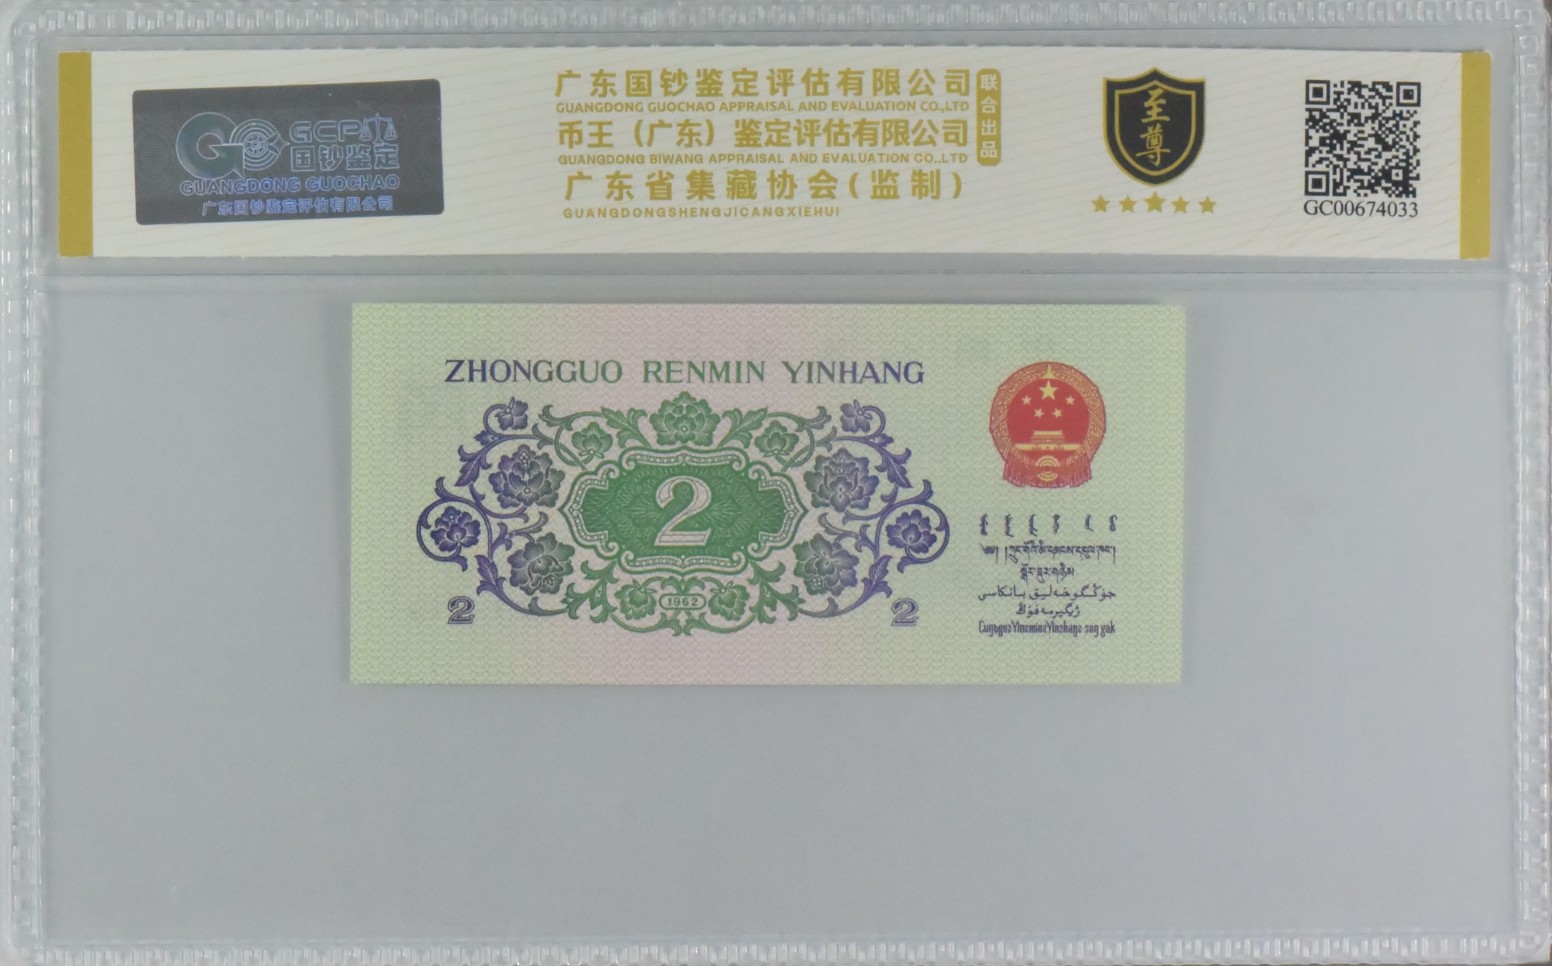 GCP
国钞鉴定
GUANGDONG GUOCHAO
广东国钞鉴定评估有限公司
广东国钞鉴定评估有限公司
GUANGDONG GUOCHAO APPRAISAL AND EVALUATION CO.,LTD
币王（广东）鉴定评估有限公司
GUANGDONG BIWANG APPRAISAL AND EVALUATION CO.,LTD
广东省集藏协会(监制)
GUANGDONGSHENGJICANGXIEHUI
联合出品
至尊
GC00674033
ZHONGGUO RENMIN YINHANG
2
1962
2
2
جۇڭگو خەلىق بانكاسى